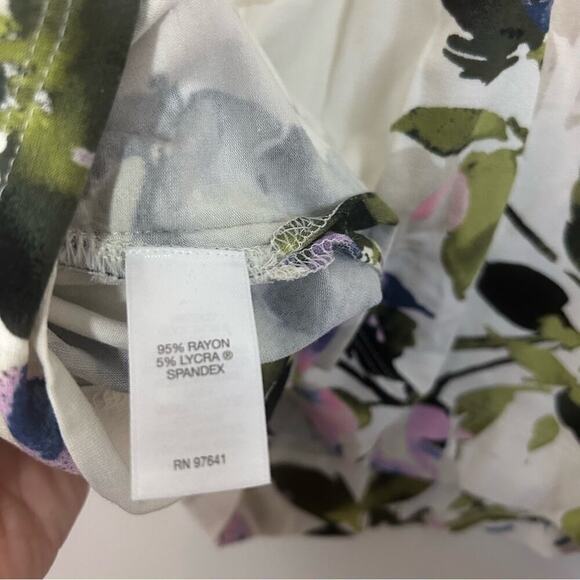 95% RAYON
5% LYCRA ®
SPANDEX
RN 97641